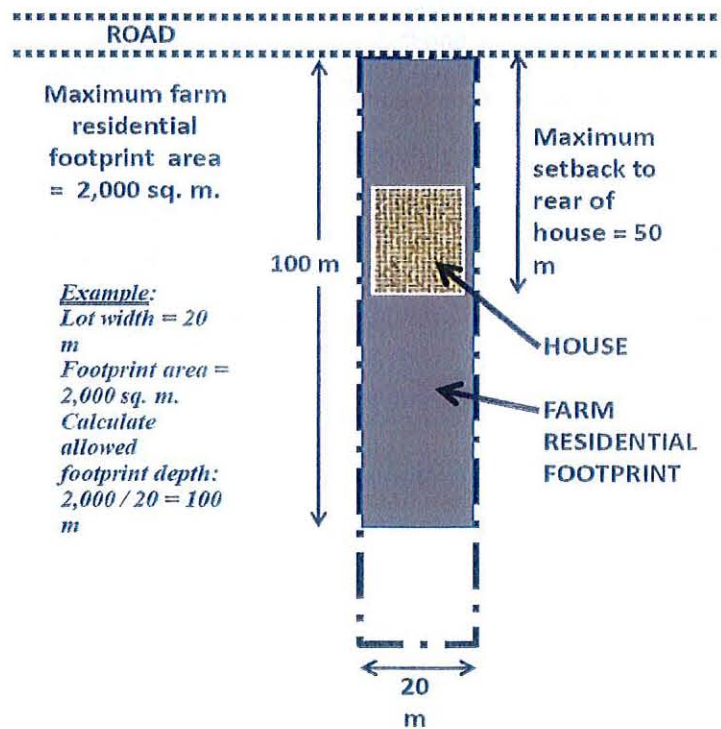 ROAD
Maximum farm
residential
footprint area
= 2,000 sq. m.
Maximum
setback to
rear of
house = 50
m
100 m
Example:
Lot width = 20
m
Footprint area =
2,000 sq. m.
Calculate
allowed
footprint depth:
2,000 / 20 = 100
m
HOUSE
FARM
RESIDENTIAL
FOOTPRINT
20
m